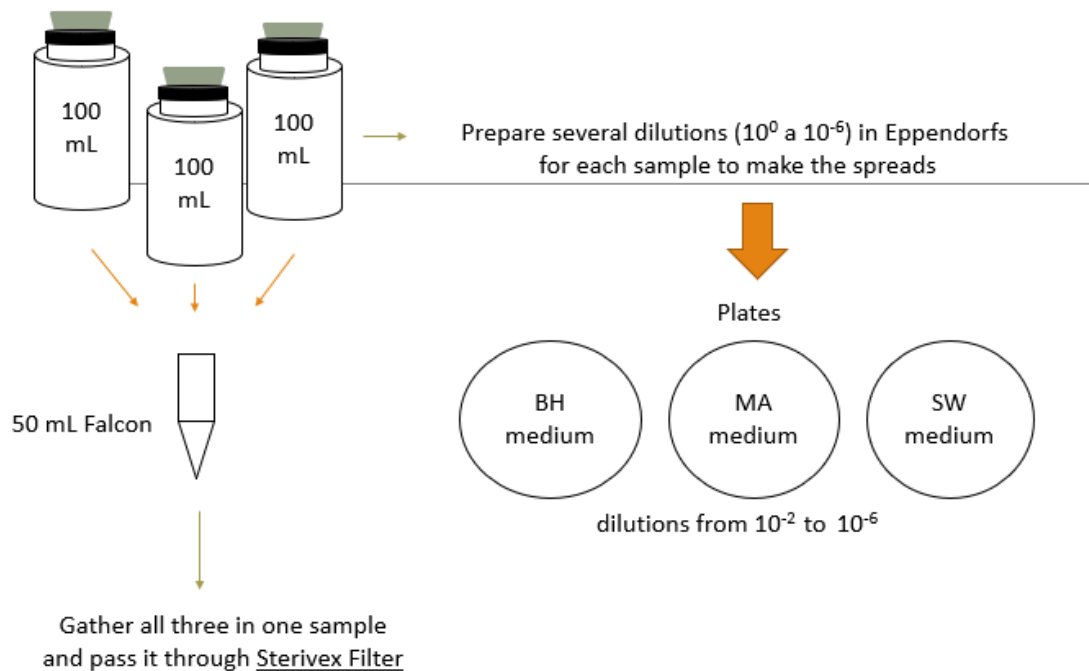 100
mL
100
mL
100
mL
Prepare several dilutions (10⁰ a 10⁻⁶) in Eppendorfs
for each sample to make the spreads
Plates
BH
medium
MA
medium
SW
medium
dilutions from 10⁻² to 10⁻⁶
50 mL Falcon
Gather all three in one sample
and pass it through Sterivex Filter